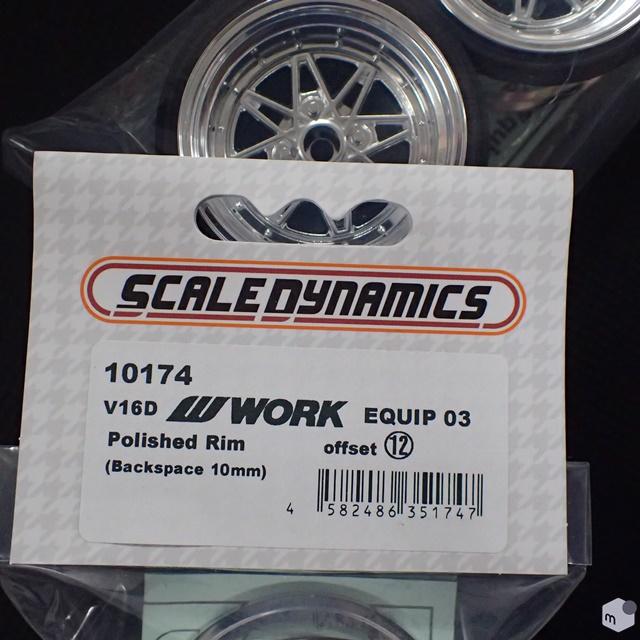 SCALE DYNAMICS
10174
V16D WORK EQUIP 03
Polished Rim offset ⑫
(Backspace 10mm)
4 582486 351747
m